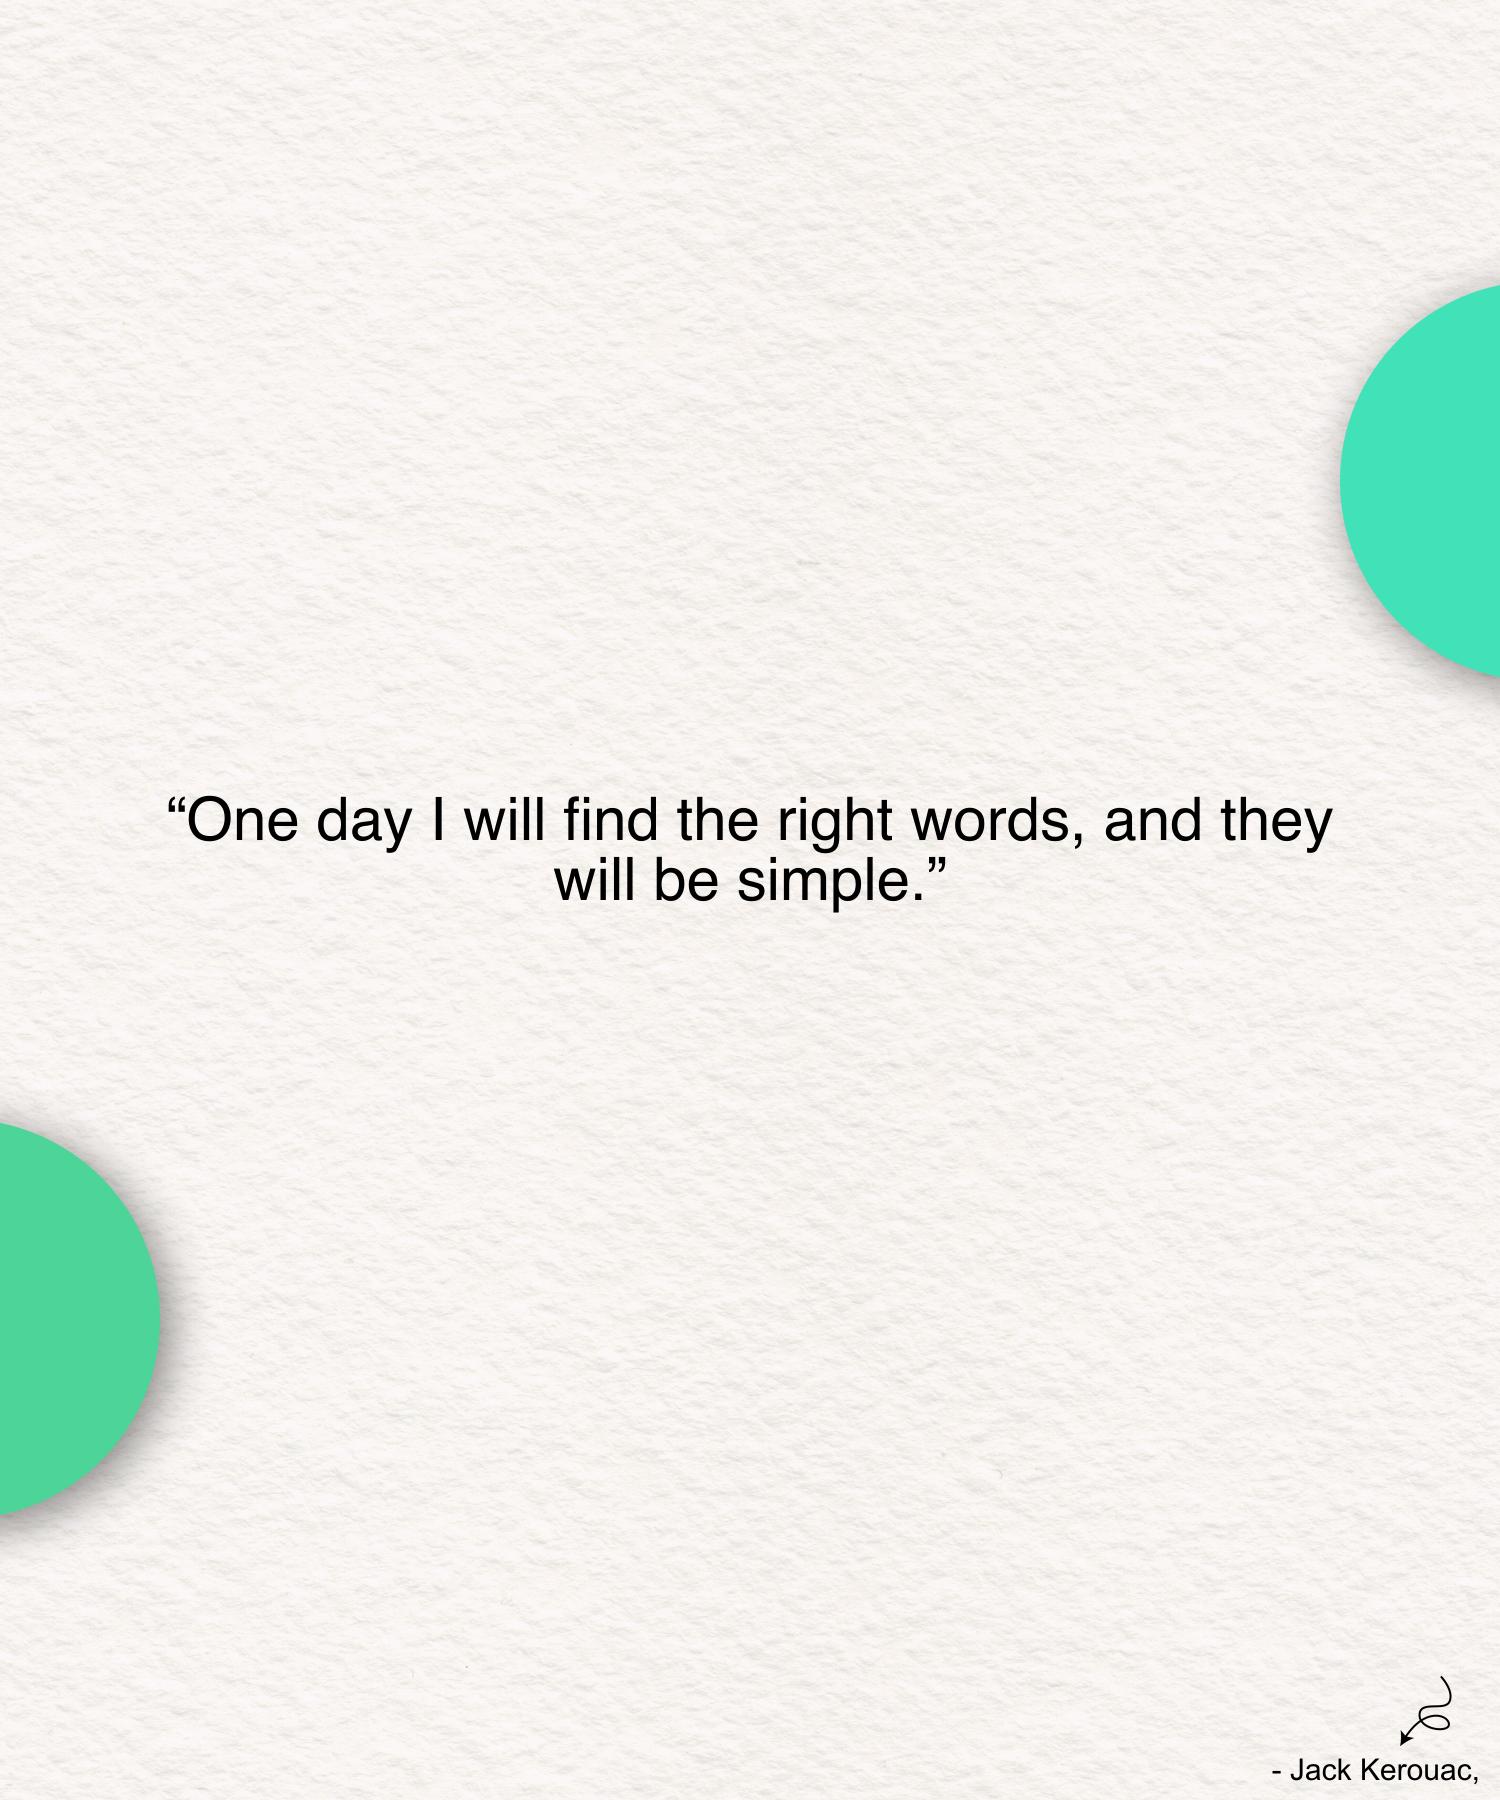 “One day I will find the right words, and they
will be simple.”
- Jack Kerouac,